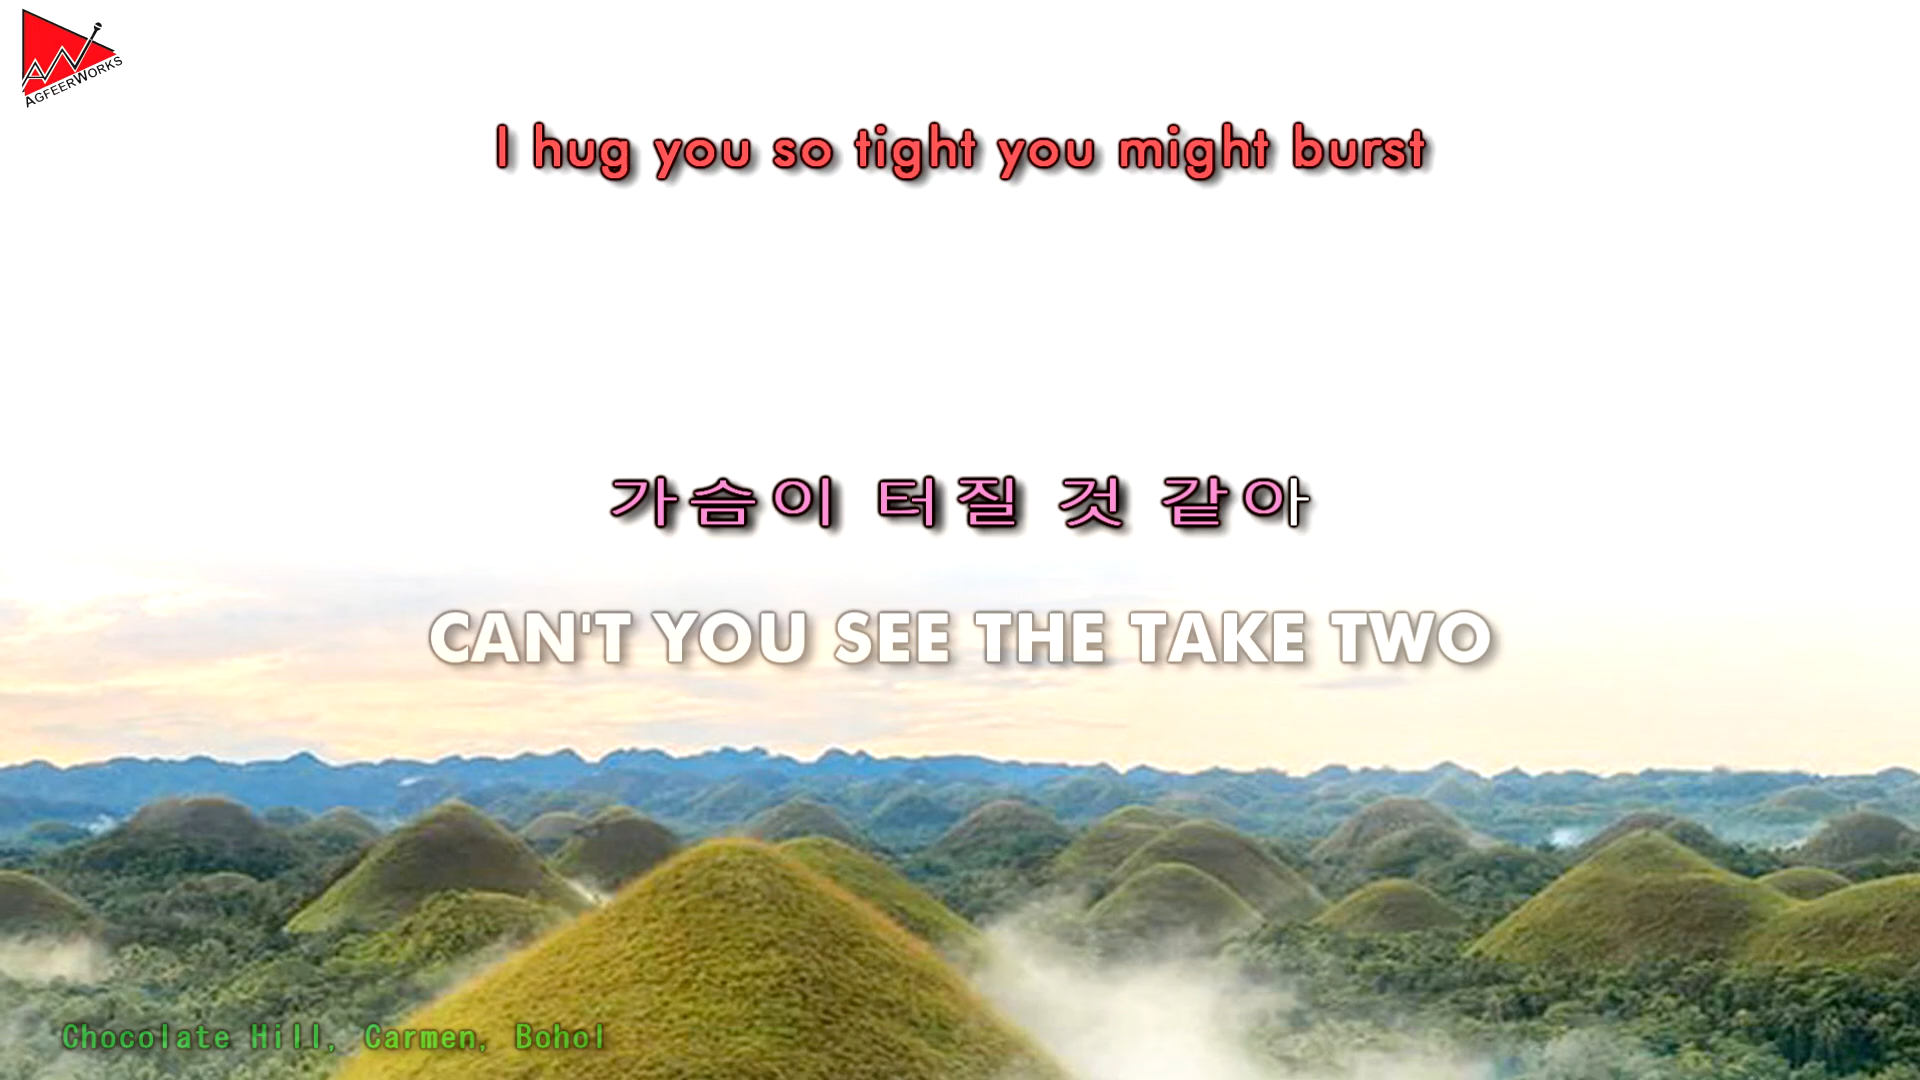 AW
AGFEERWORKS
I hug you so tight you might burst
가슴이 터질 것 같아
CAN'T YOU SEE THE TAKE TWO
Chocolate Hill, Carmen, Bohol